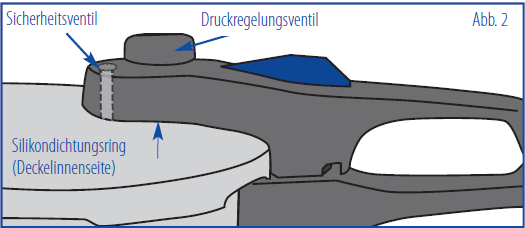 Sicherheitsventil
Druckregelungsventil
Abb. 2
Silikondichtungsring
(Deckelinnenseite)